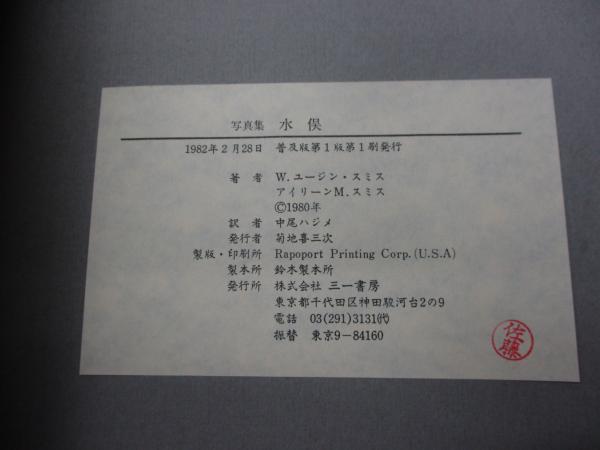 写真集 水俣
1982年2月28日 普及版第1版第1刷発行
著者 W.ユージン・スミス
アイリーンM.スミス
©1980年
訳者 中尾ハジメ
発行者 菊地喜三次
製版・印刷所 Rapoport Printing Corp.(U.S.A)
製本所 鈴木製本所
発行所 株式会社 三一書房
東京都千代田区神田駿河台2の9
電話 03(291)3131㈹
振替 東京9-84160
佐藤